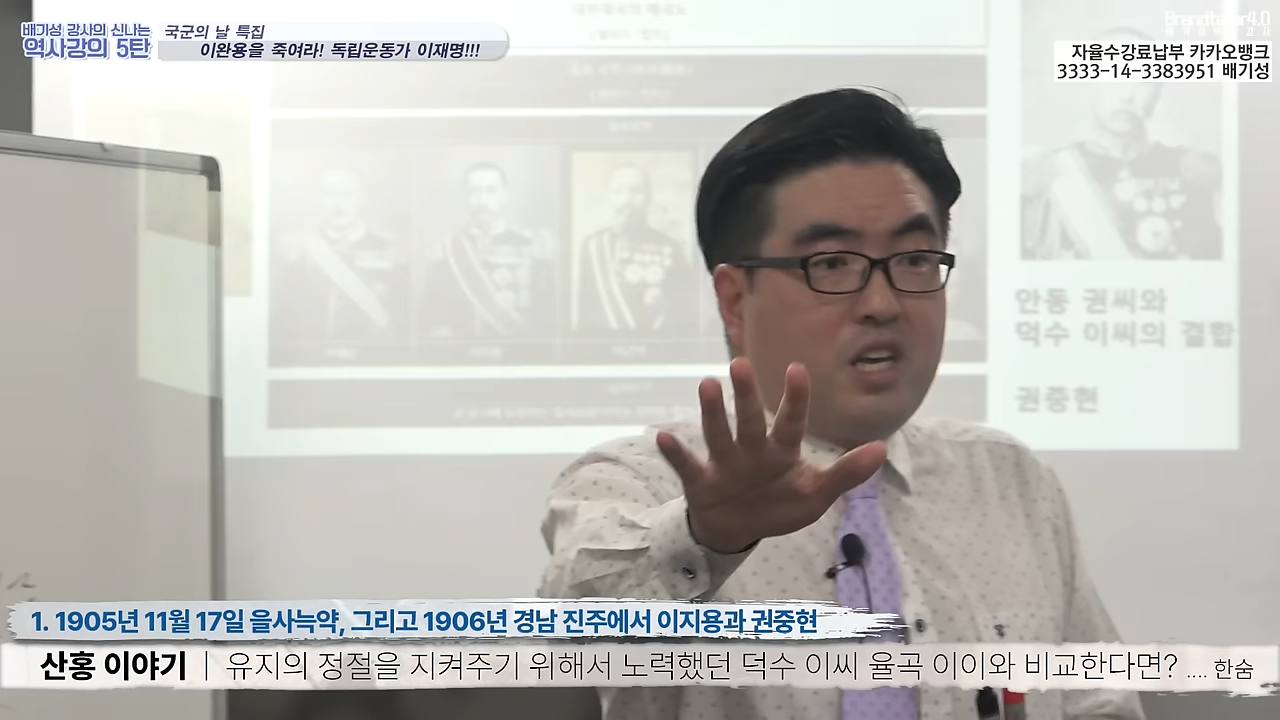 배기성 강사의 신나는
역사강의 5탄
국군의 날 특집
이완용을 죽여라! 독립운동가 이재명!!!
자율수강료납부 카카오뱅크
3333-14-3383951 배기성
안동 권씨와
덕수 이씨의 결합
권중현
1. 1905년 11월 17일 을사늑약, 그리고 1906년 경남 진주에서 이지용과 권중현
산홍 이야기 | 유지의 정절을 지켜주기 위해서 노력했던 덕수 이씨 율곡 이이와 비교한다면? .... 한숨